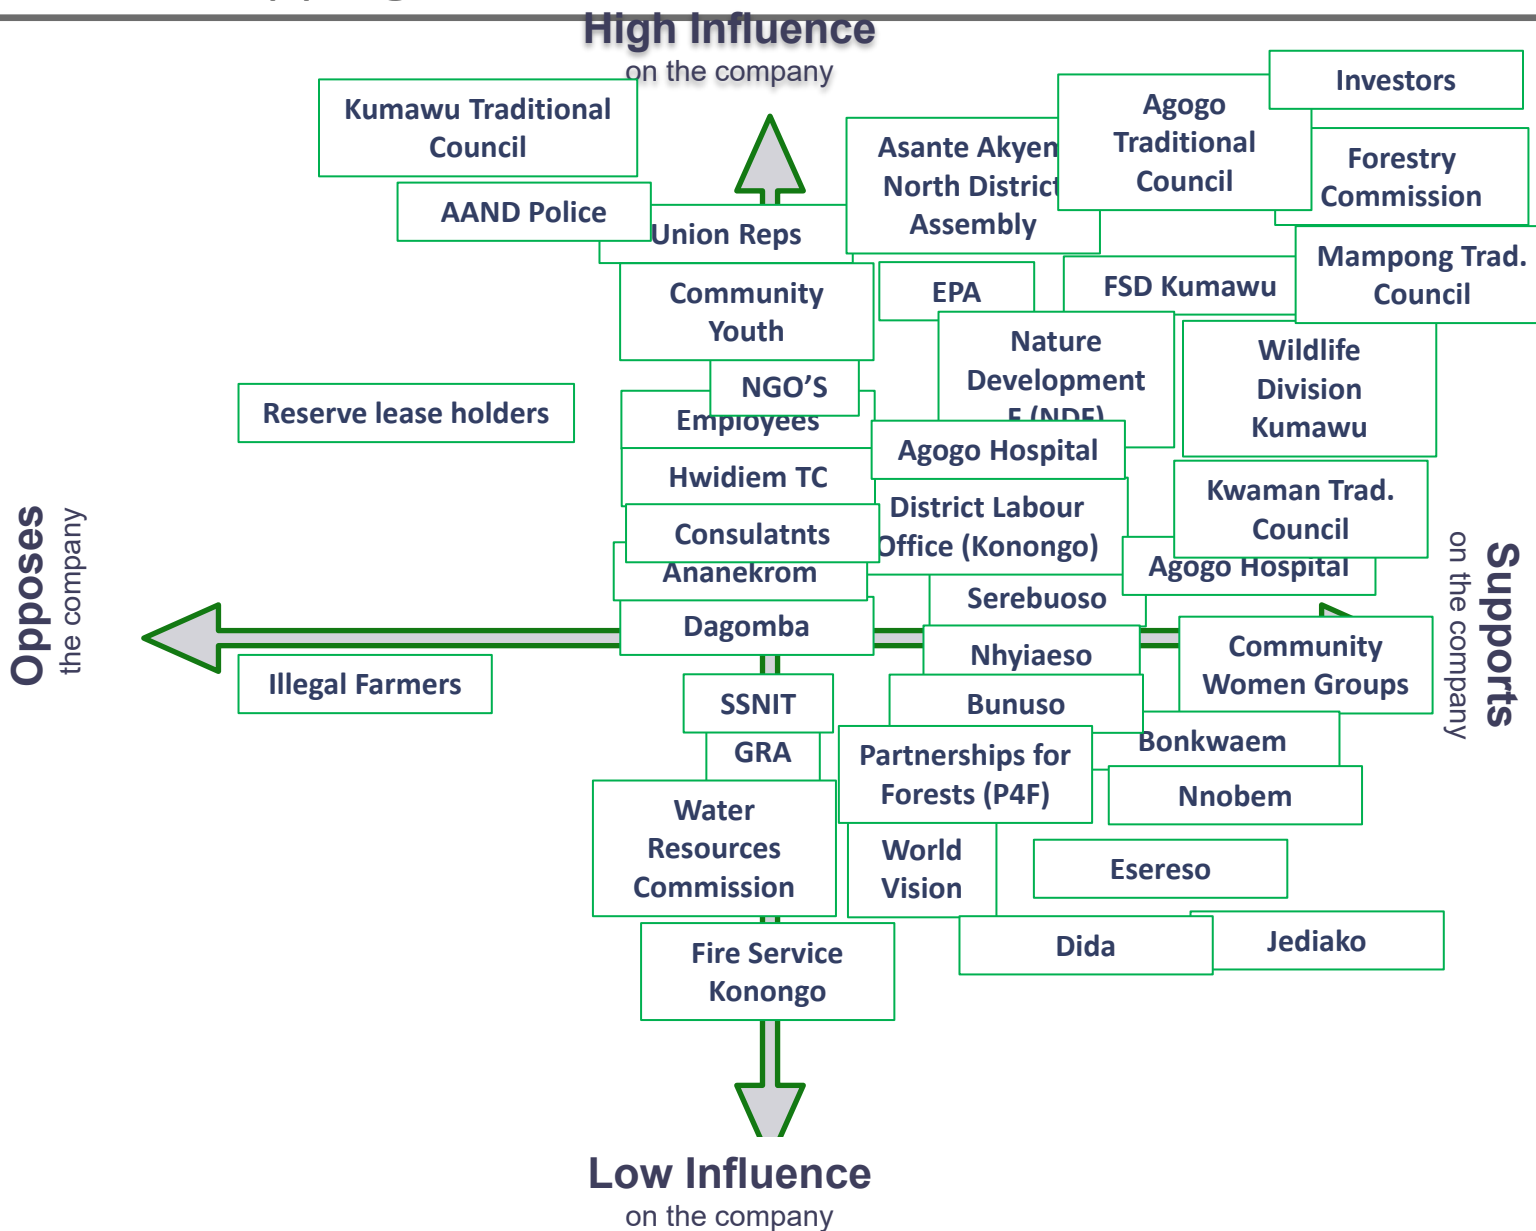 High Influence
on the company
Investors
Kumawu Traditional
Council
Agogo
Traditional
Council
Asante Akyem
North District
Assembly
Forestry
Commission
AAND Police
Union Reps
Mampong Trad.
Council
Community
Youth
EPA
FSD Kumawu
Nature
Development
F (NDF)
Wildlife
Division
Kumawu
NGO'S
Reserve lease holders
Employees
Agogo Hospital
Hwidiem TC
Kwaman Trad.
Council
District Labour
Office (Konongo)
Consulatnts
Agogo Hospital
Ananekrom
Serebuoso
Opposes
the company
Supports
on the company
Dagomba
Nhyiaeso
Community
Women Groups
Illegal Farmers
SSNIT
Bunuso
GRA
Partnerships for
Forests (P4F)
Bonkwaem
Nnobem
Water
Resources
Commission
World
Vision
Esereso
Fire Service
Konongo
Dida
Jediako
Low Influence
on the company